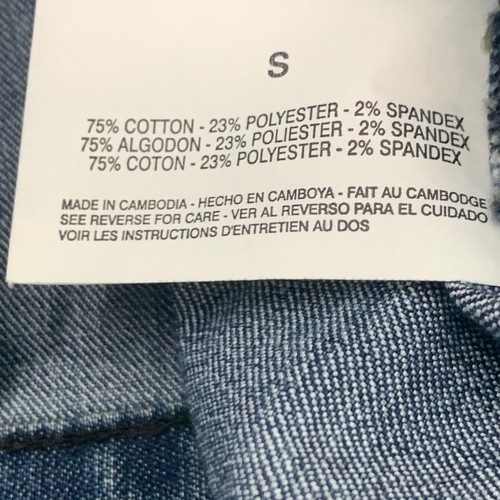 S
75% COTTON - 23% POLYESTER - 2% SPANDEX
75% ALGODON - 23% POLIESTER - 2% SPANDEX
75% COTON - 23% POLYESTER - 2% SPANDEX
MADE IN CAMBODIA - HECHO EN CAMBOYA - FAIT AU CAMBODGE
SEE REVERSE FOR CARE - VER AL REVERSO PARA EL CUIDADO
VOIR LES INSTRUCTIONS D'ENTRETIEN AU DOS